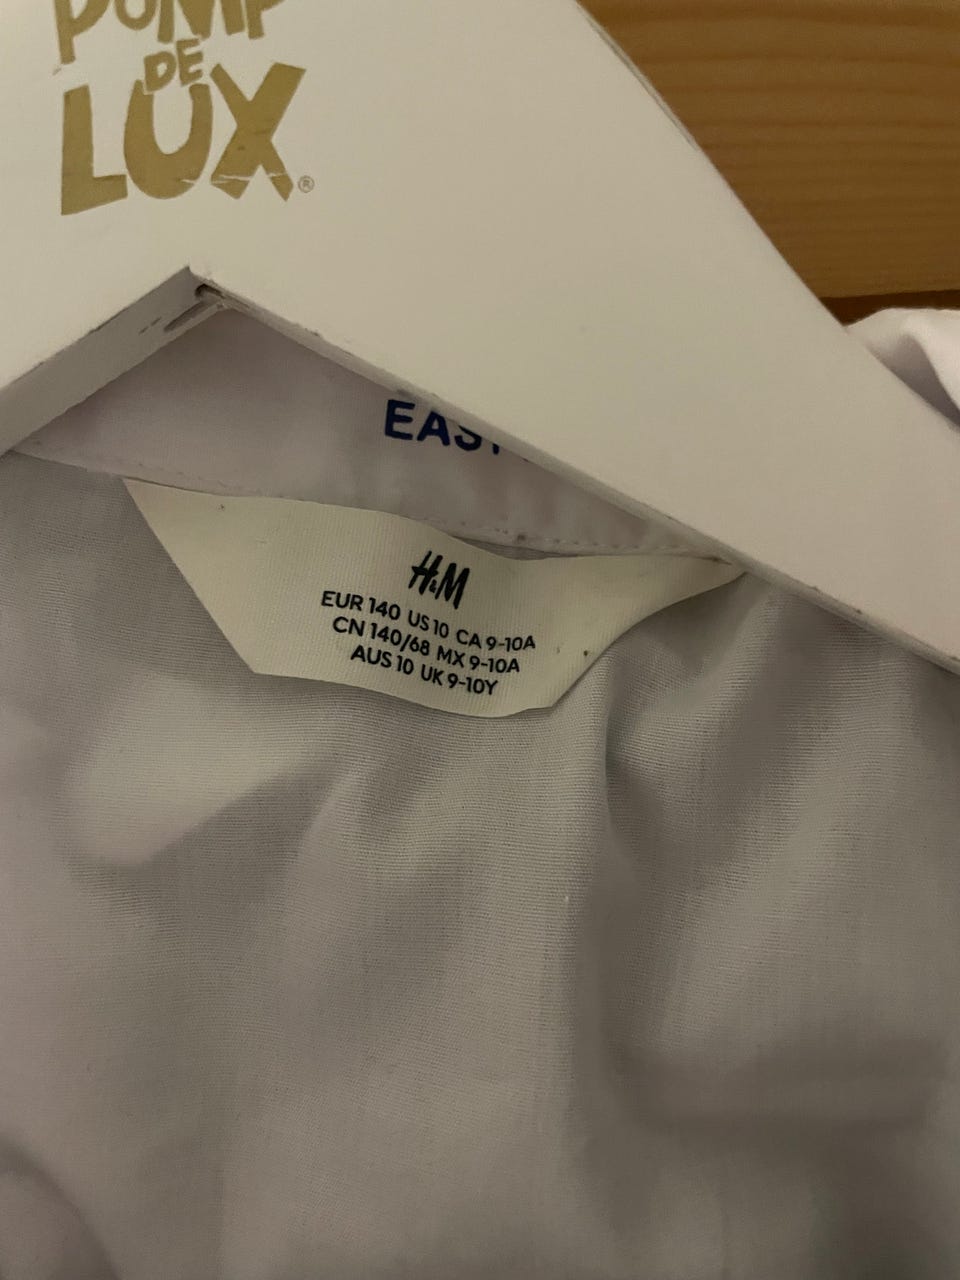 POMP
DE
LUX®
EAS
H&M
EUR 140 US 10 CA 9-10A
CN 140/68 MX 9-10A
AUS 10 UK 9-10Y